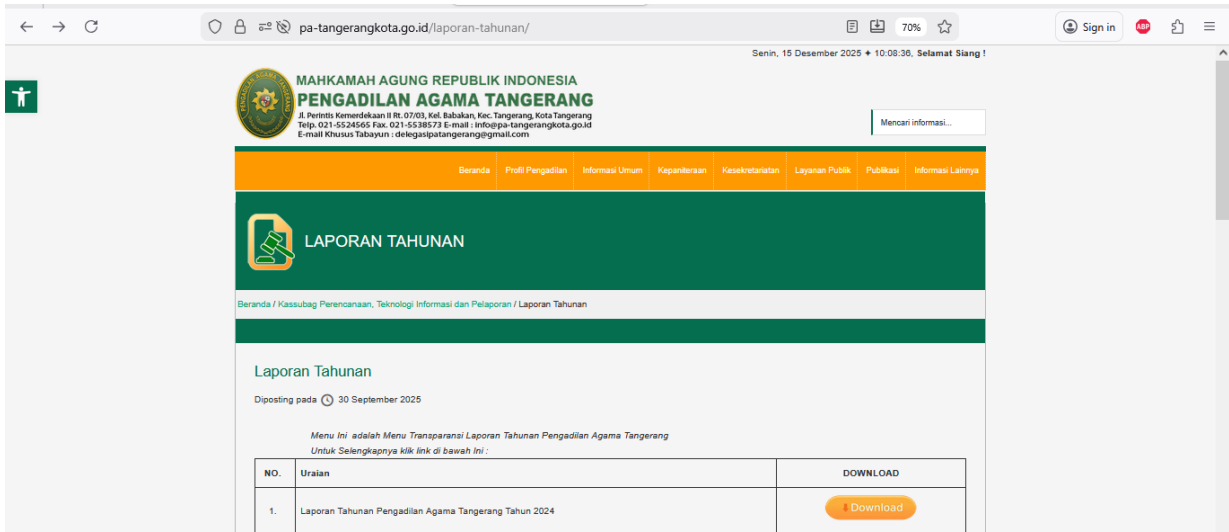 pa-tangerangkota.go.id/laporan-tahunan/
70%
Sign in
ABP
Senin, 15 Desember 2025 ✦ 10:08:36, Selamat Siang !
MAHKAMAH AGUNG REPUBLIK INDONESIA
PENGADILAN AGAMA TANGERANG
Jl. Perintis Kemerdekaan II Rt. 07/03, Kel. Babakan, Kec. Tangerang, Kota Tangerang
Telp. 021-5524565 Fax. 021-5538573 E-mail : info@pa-tangerangkota.go.id
E-mail Khusus Tabayun : delegasipatangerang@gmail.com
Mencari informasi...
Beranda Profil Pengadilan Informasi Umum Kepaniteraan Kesekretariatan Layanan Publik Publikasi Informasi Lainnya
LAPORAN TAHUNAN
Beranda / Kassubag Perencanaan, Teknologi Informasi dan Pelaporan / Laporan Tahunan
Laporan Tahunan
Diposting pada 30 September 2025
Menu Ini adalah Menu Transparansi Laporan Tahunan Pengadilan Agama Tangerang
Untuk Selengkapnya klik link di bawah Ini :
NO. Uraian DOWNLOAD
1. Laporan Tahunan Pengadilan Agama Tangerang Tahun 2024 Download